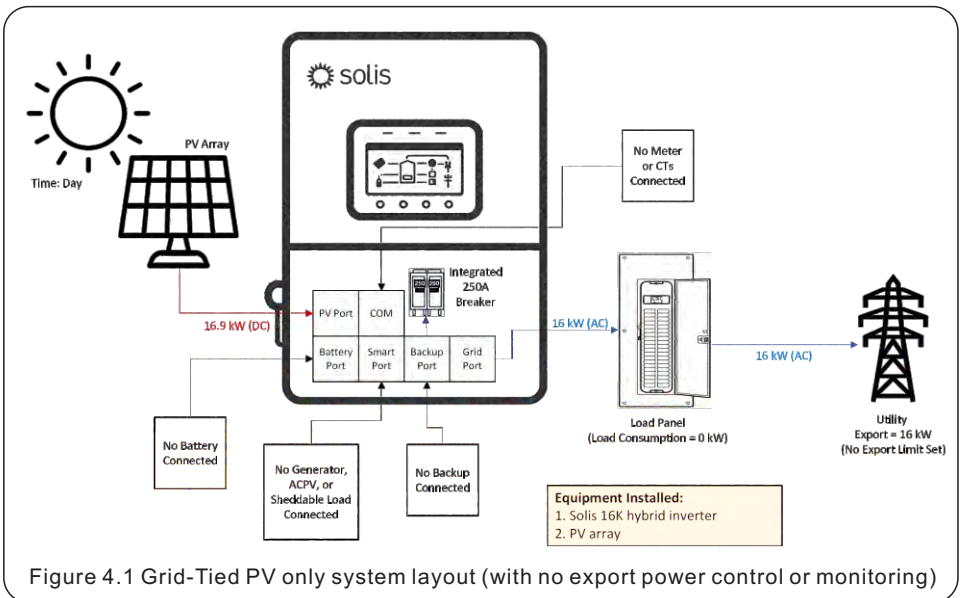 solis
PV Array
Time: Day
No Meter
or CTs
Connected
Integrated
250A
Breaker
250 250
PV Port
COM
16.9 kW (DC)
16 kW (AC)
16 kW (AC)
Battery
Port
Smart
Port
Backup
Port
Grid
Port
Load Panel
(Load Consumption = 0 kW)
Utility
Export = 16 kW
(No Export Limit Set)
No Battery
Connected
No Generator,
ACPV, or
Sheddable Load
Connected
No Backup
Connected
Equipment Installed:
1. Solis 16K hybrid inverter
2. PV array
Figure 4.1 Grid-Tied PV only system layout (with no export power control or monitoring)